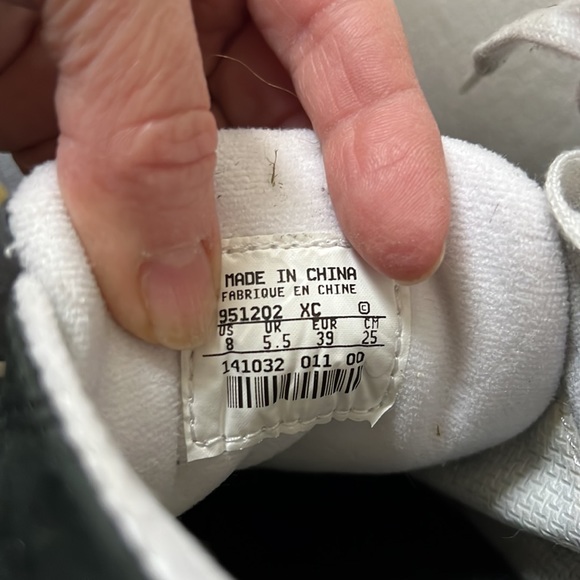 MADE IN CHINA
FABRIQUE EN CHINE
951202 XC ©
US UK EUR CM
8 5.5 39 25
141032 011 00